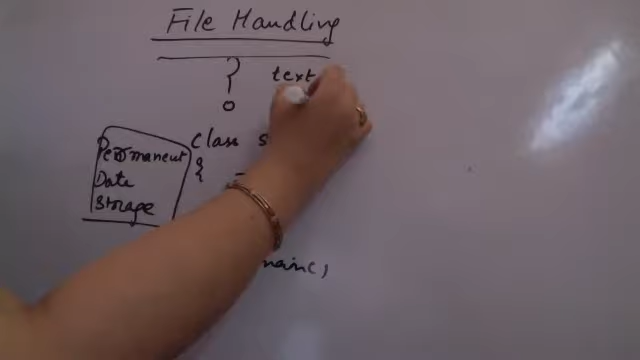 File Handling
?
text
class s
Permanent
{
Data
Storage
main()